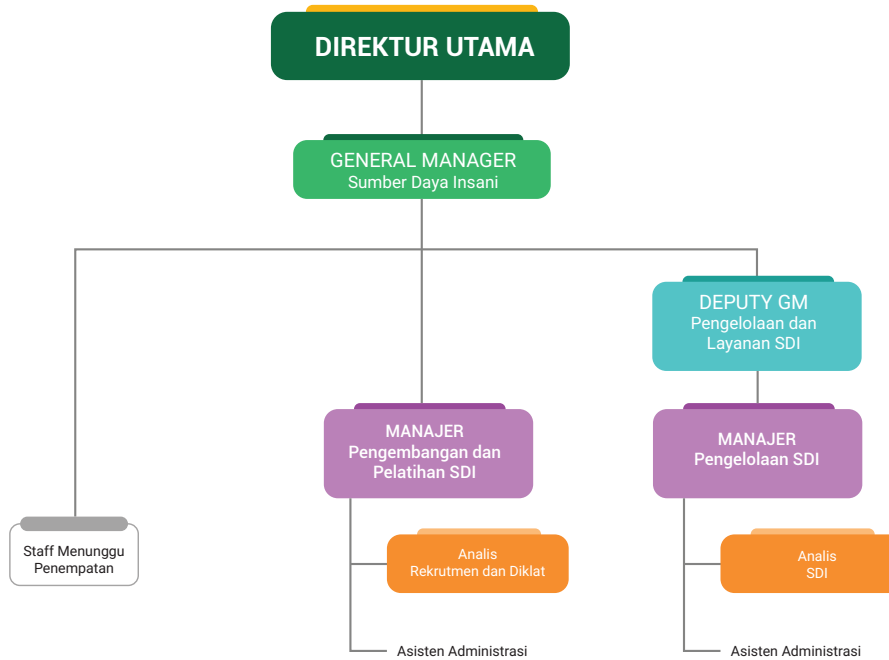 DIREKTUR UTAMA
GENERAL MANAGER
Sumber Daya Insani
DEPUTY GM
Pengelolaan dan
Layanan SDI
MANAJER
Pengembangan dan
Pelatihan SDI
MANAJER
Pengelolaan SDI
Staff Menunggu
Penempatan
Analis
Rekrutmen dan Diklat
Analis
SDI
Asisten Administrasi
Asisten Administrasi